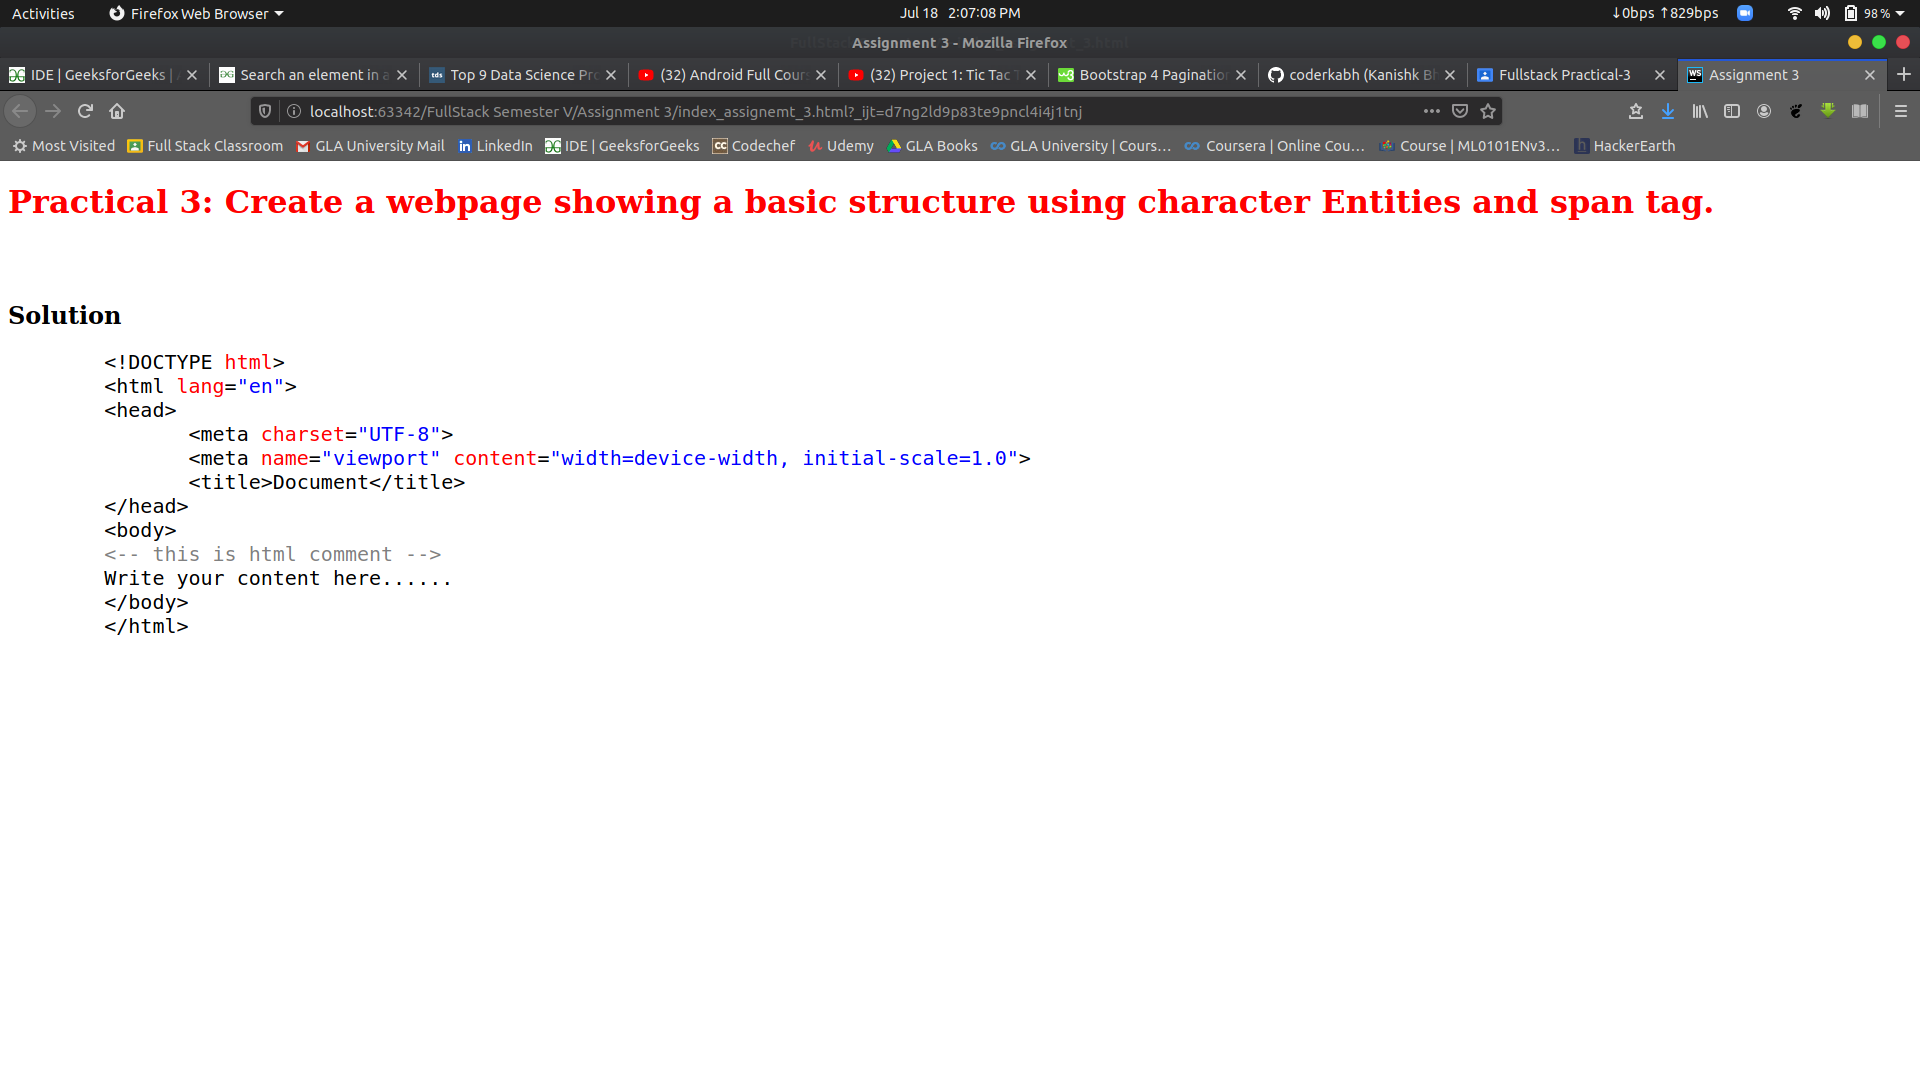 Activities Firefox Web Browser Jul 18 2:07:08 PM ↓0bps ↑829bps 98 %
Assignment 3 - Mozilla Firefox
IDE | GeeksforGeeks | Search an element in a Top 9 Data Science Pro (32) Android Full Cour (32) Project 1: Tic Tac T Bootstrap 4 Pagination coderkabh (Kanishk Bh Fullstack Practical-3 Assignment 3
localhost:63342/FullStack Semester V/Assignment 3/index_assignemt_3.html?_ijt=d7ng2ld9p83te9pncl4i4j1tnj
Most Visited Full Stack Classroom GLA University Mail LinkedIn IDE | GeeksforGeeks Codechef Udemy GLA Books GLA University | Cours… Coursera | Online Cou… Course | ML0101ENv3… HackerEarth
Practical 3: Create a webpage showing a basic structure using character Entities and span tag.
Solution
<!DOCTYPE html>
<html lang="en">
<head>
<meta charset="UTF-8">
<meta name="viewport" content="width=device-width, initial-scale=1.0">
<title>Document</title>
</head>
<body>
<-- this is html comment -->
Write your content here......
</body>
</html>